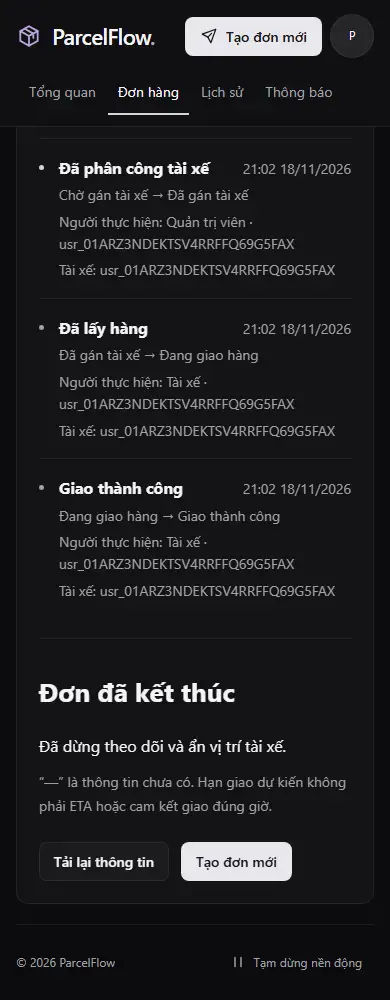 ParcelFlow.
Tạo đơn mới
P
Tổng quan
Đơn hàng
Lịch sử
Thông báo
Đã phân công tài xế
21:02 18/11/2026
Chờ gán tài xế → Đã gán tài xế
Người thực hiện: Quản trị viên ·
usr_01ARZ3NDEKTSV4RRFFQ69G5FAX
Tài xế: usr_01ARZ3NDEKTSV4RRFFQ69G5FAX
Đã lấy hàng
21:02 18/11/2026
Đã gán tài xế → Đang giao hàng
Người thực hiện: Tài xế ·
usr_01ARZ3NDEKTSV4RRFFQ69G5FAX
Tài xế: usr_01ARZ3NDEKTSV4RRFFQ69G5FAX
Giao thành công
21:02 18/11/2026
Đang giao hàng → Giao thành công
Người thực hiện: Tài xế ·
usr_01ARZ3NDEKTSV4RRFFQ69G5FAX
Tài xế: usr_01ARZ3NDEKTSV4RRFFQ69G5FAX
Đơn đã kết thúc
Đã dừng theo dõi và ẩn vị trí tài xế.
“—” là thông tin chưa có. Hạn giao dự kiến không
phải ETA hoặc cam kết giao đúng giờ.
Tải lại thông tin
Tạo đơn mới
© 2026 ParcelFlow
Tạm dừng nền động